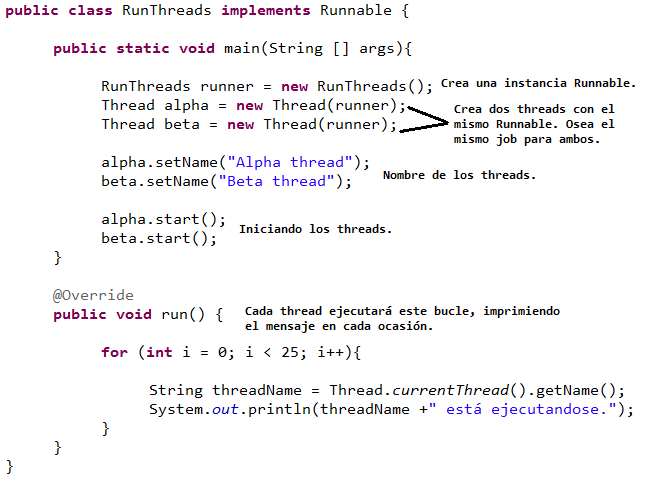 public class RunThreads implements Runnable {
public static void main(String [] args){
RunThreads runner = new RunThreads(); Crea una instancia Runnable.
Thread alpha = new Thread(runner);
Thread beta = new Thread(runner);
Crea dos threads con el
mismo Runnable. Osea el
mismo job para ambos.
alpha.setName("Alpha thread");
beta.setName("Beta thread");
Nombre de los threads.
alpha.start();
beta.start();
Iniciando los threads.
}
@Override
public void run() {
Cada thread ejecutará este bucle, imprimiendo
el mensaje en cada ocasión.
for (int i = 0; i < 25; i++){
String threadName = Thread.currentThread().getName();
System.out.println(threadName +" está ejecutandose.");
}
}
}